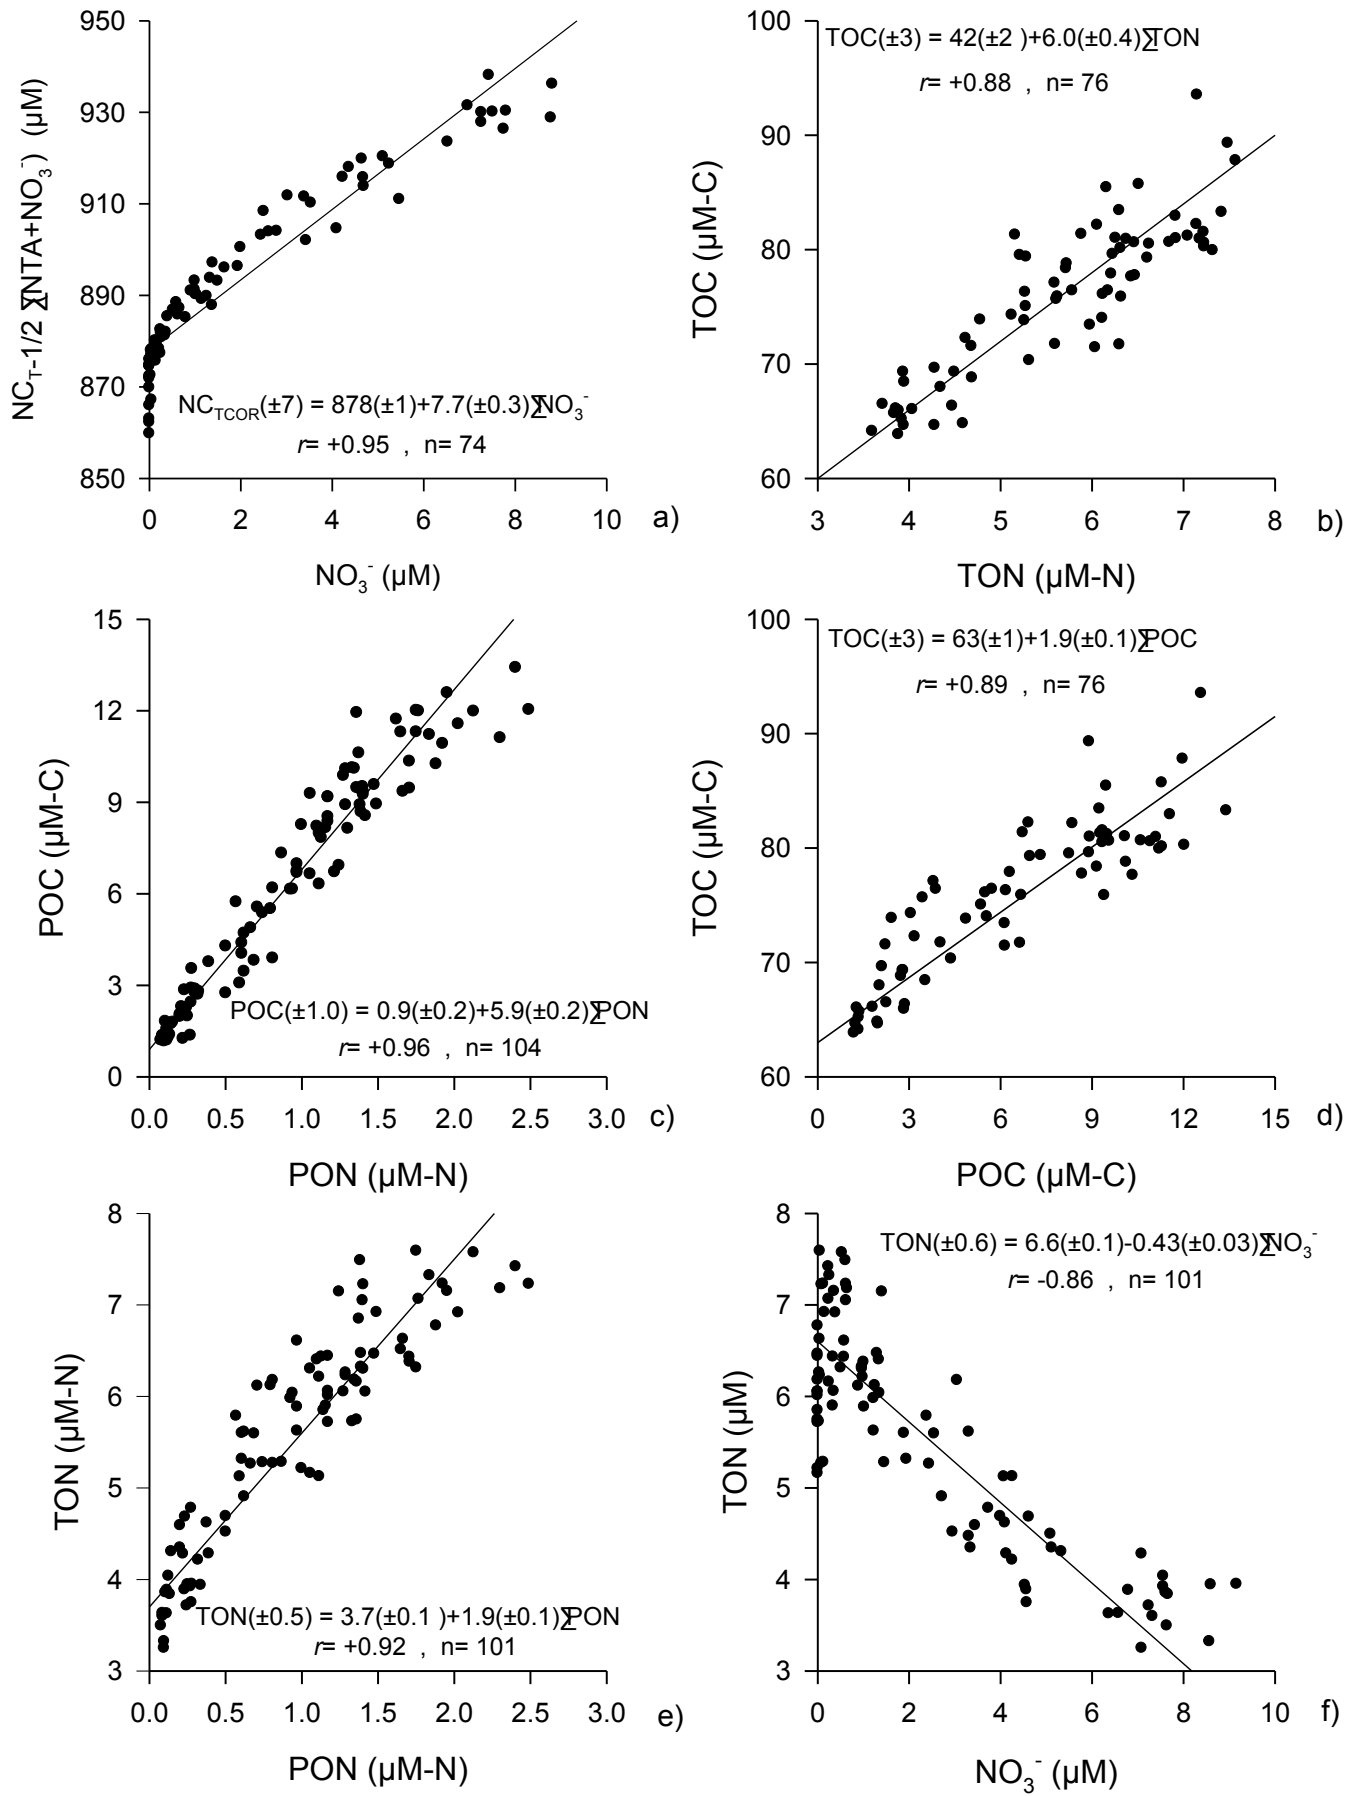 950
930
910
890
870
850
NC_T-1/2 ∑(NTA+NO₃⁻) (µM)
NC_TCOR(±7) = 878(±1)+7.7(±0.3)∑NO₃⁻
r= +0.95 , n= 74
0 2 4 6 8 10
a)
NO₃⁻ (µM)
100
90
80
70
60
TOC (µM-C)
TOC(±3) = 42(±2 )+6.0(±0.4)∑TON
r= +0.88 , n= 76
3 4 5 6 7 8
b)
TON (µM-N)
15
12
9
6
3
0
POC (µM-C)
POC(±1.0) = 0.9(±0.2)+5.9(±0.2)∑PON
r= +0.96 , n= 104
0.0 0.5 1.0 1.5 2.0 2.5 3.0
c)
PON (µM-N)
100
90
80
70
60
TOC (µM-C)
TOC(±3) = 63(±1)+1.9(±0.1)∑POC
r= +0.89 , n= 76
0 3 6 9 12 15
d)
POC (µM-C)
8
7
6
5
4
3
TON (µM-N)
TON(±0.5) = 3.7(±0.1 )+1.9(±0.1)∑PON
r= +0.92 , n= 101
0.0 0.5 1.0 1.5 2.0 2.5 3.0
e)
PON (µM-N)
8
7
6
5
4
3
TON (µM)
TON(±0.6) = 6.6(±0.1)-0.43(±0.03)∑NO₃⁻
r= -0.86 , n= 101
0 2 4 6 8 10
f)
NO₃⁻ (µM)